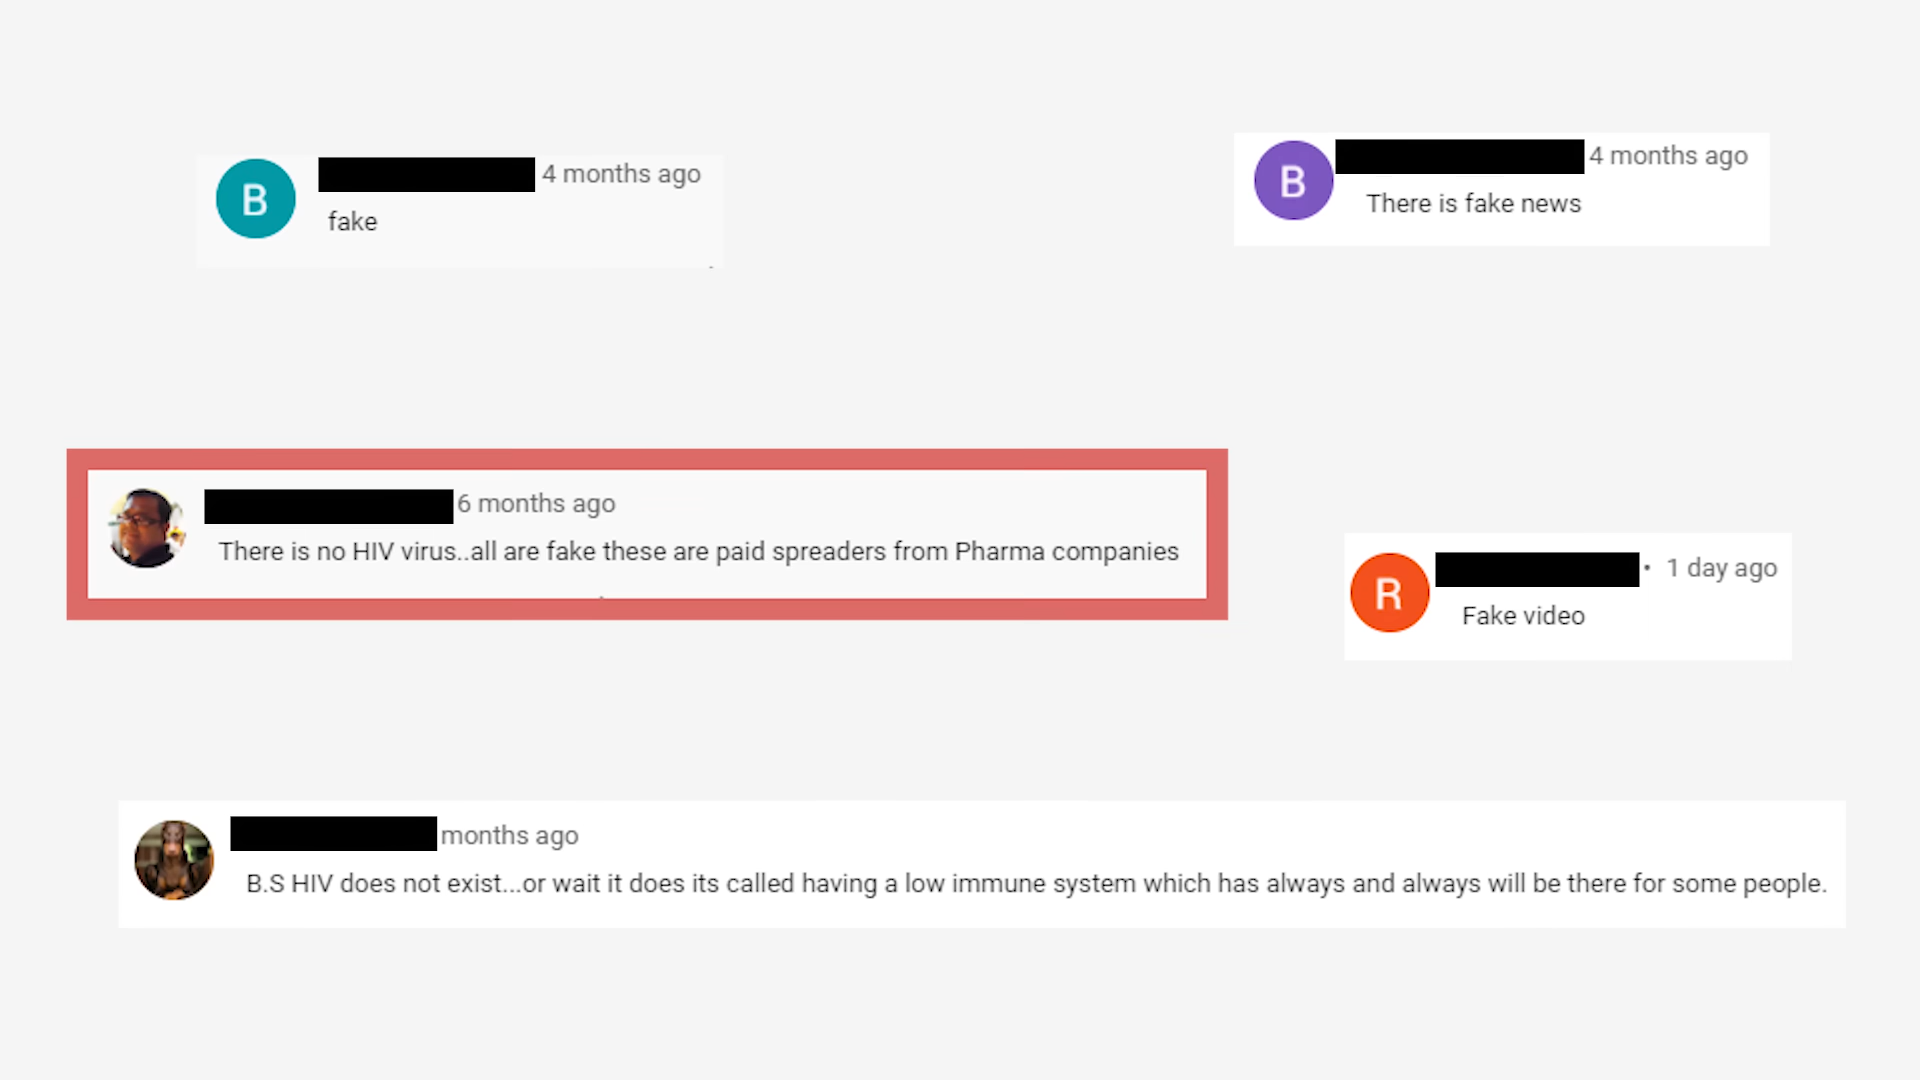 B
4 months ago
fake
B
4 months ago
There is fake news
6 months ago
There is no HIV virus..all are fake these are paid spreaders from Pharma companies
R
• 1 day ago
Fake video
months ago
B.S HIV does not exist...or wait it does its called having a low immune system which has always and always will be there for some people.